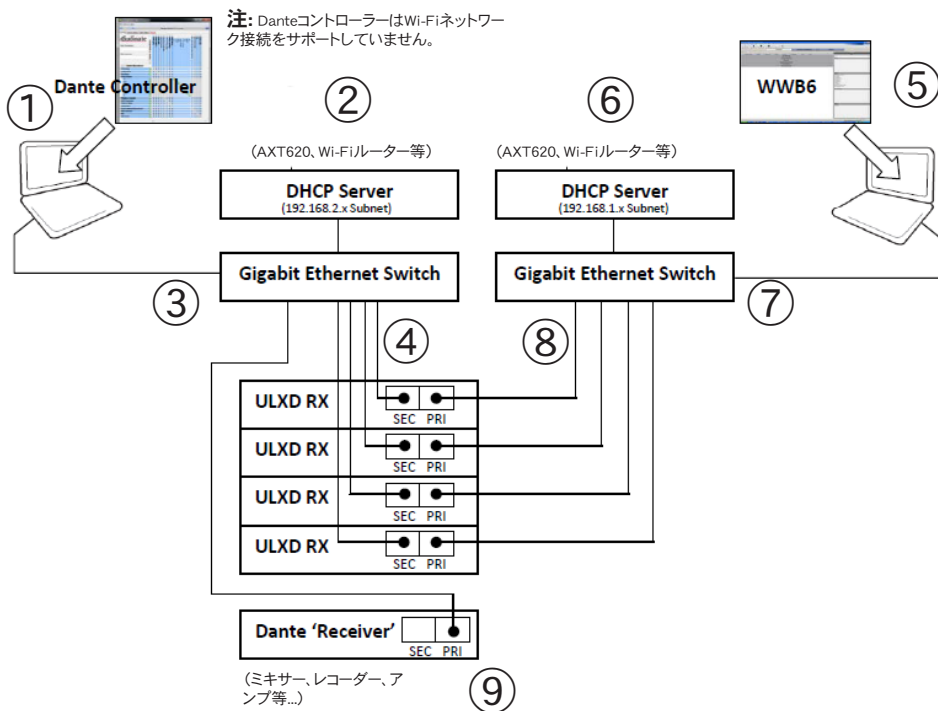 注: DanteコントローラーはWi-Fiネットワー
ク接続をサポートしていません。
Dante Controller
①
②
⑥
WWB6
⑤
(AXT620、Wi-Fiルーター等)
(AXT620、Wi-Fiルーター等)
DHCP Server
(192.168.2.x Subnet)
DHCP Server
(192.168.1.x Subnet)
Gigabit Ethernet Switch
Gigabit Ethernet Switch
③
④
⑧
⑦
ULXD RX
SEC PRI
ULXD RX
SEC PRI
ULXD RX
SEC PRI
ULXD RX
SEC PRI
Dante ‘Receiver’
SEC PRI
(ミキサー、レコーダー、ア
ンプ等...)
⑨